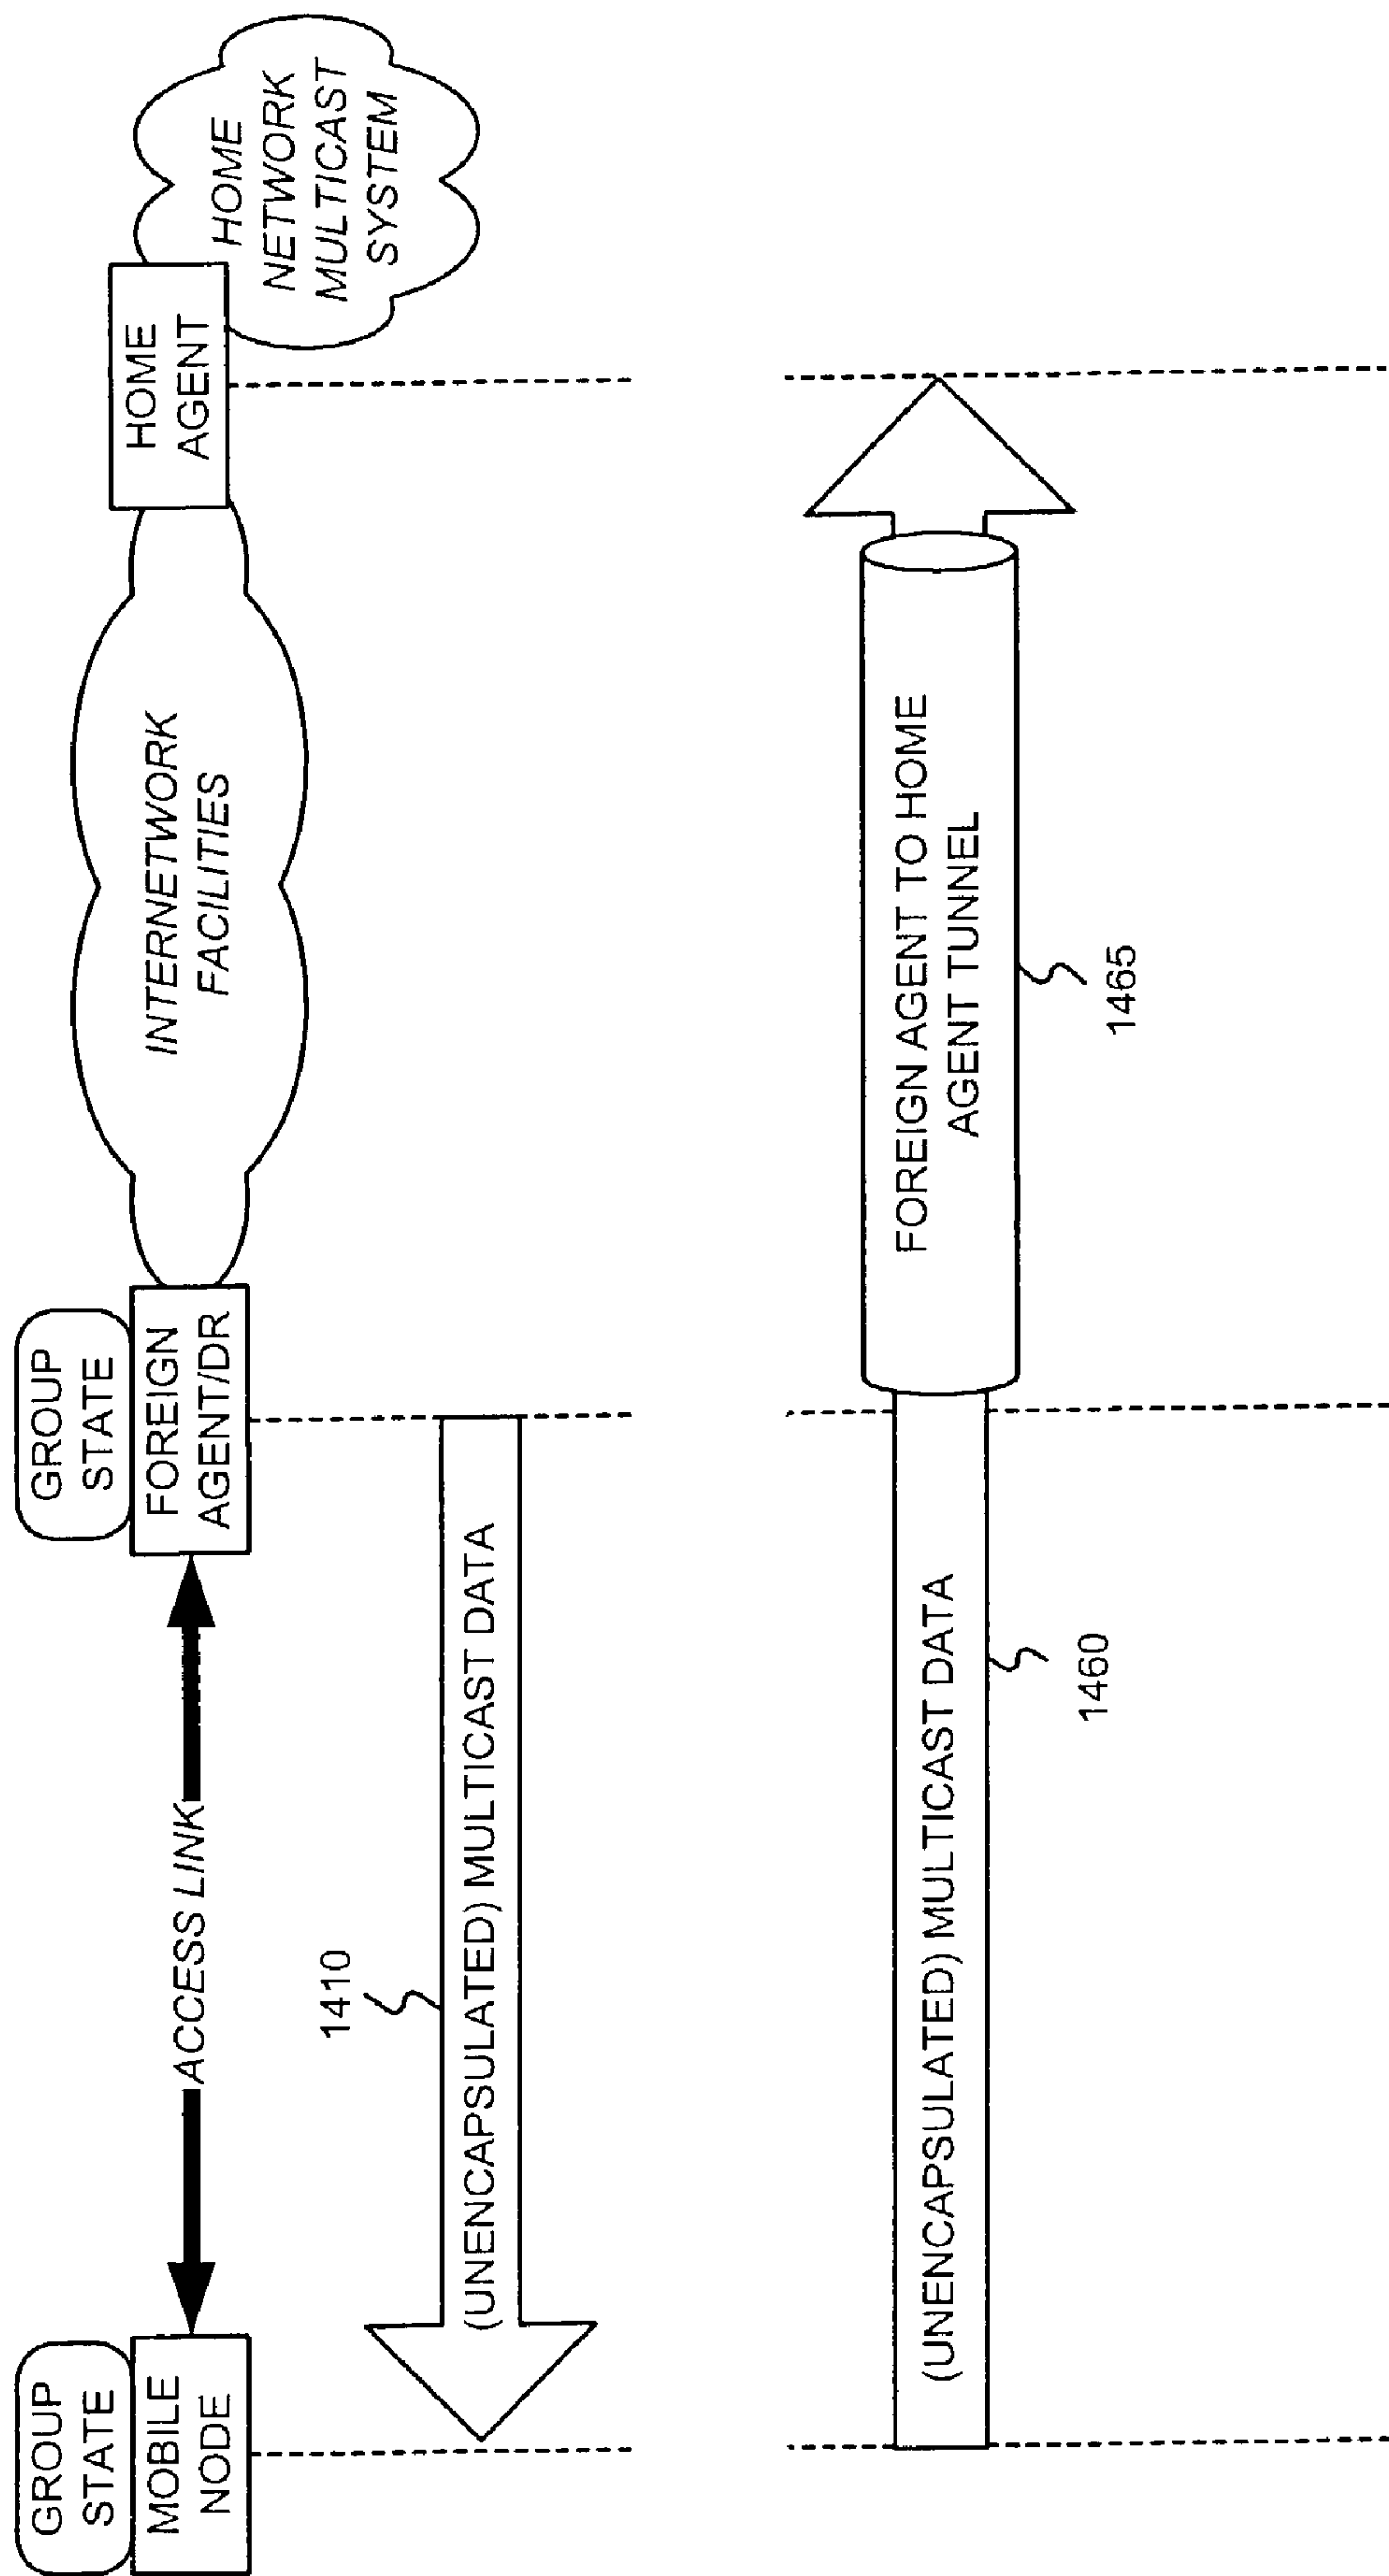 GROUP
STATE
MOBILE
NODE
ACCESS LINK
GROUP
STATE
FOREIGN
AGENT/DR
INTERNETWORK
FACILITIES
HOME
AGENT
HOME
NETWORK
MULTICAST
SYSTEM
1410
(UNENCAPSULATED) MULTICAST DATA
(UNENCAPSULATED) MULTICAST DATA
1460
FOREIGN AGENT TO HOME
AGENT TUNNEL
1465